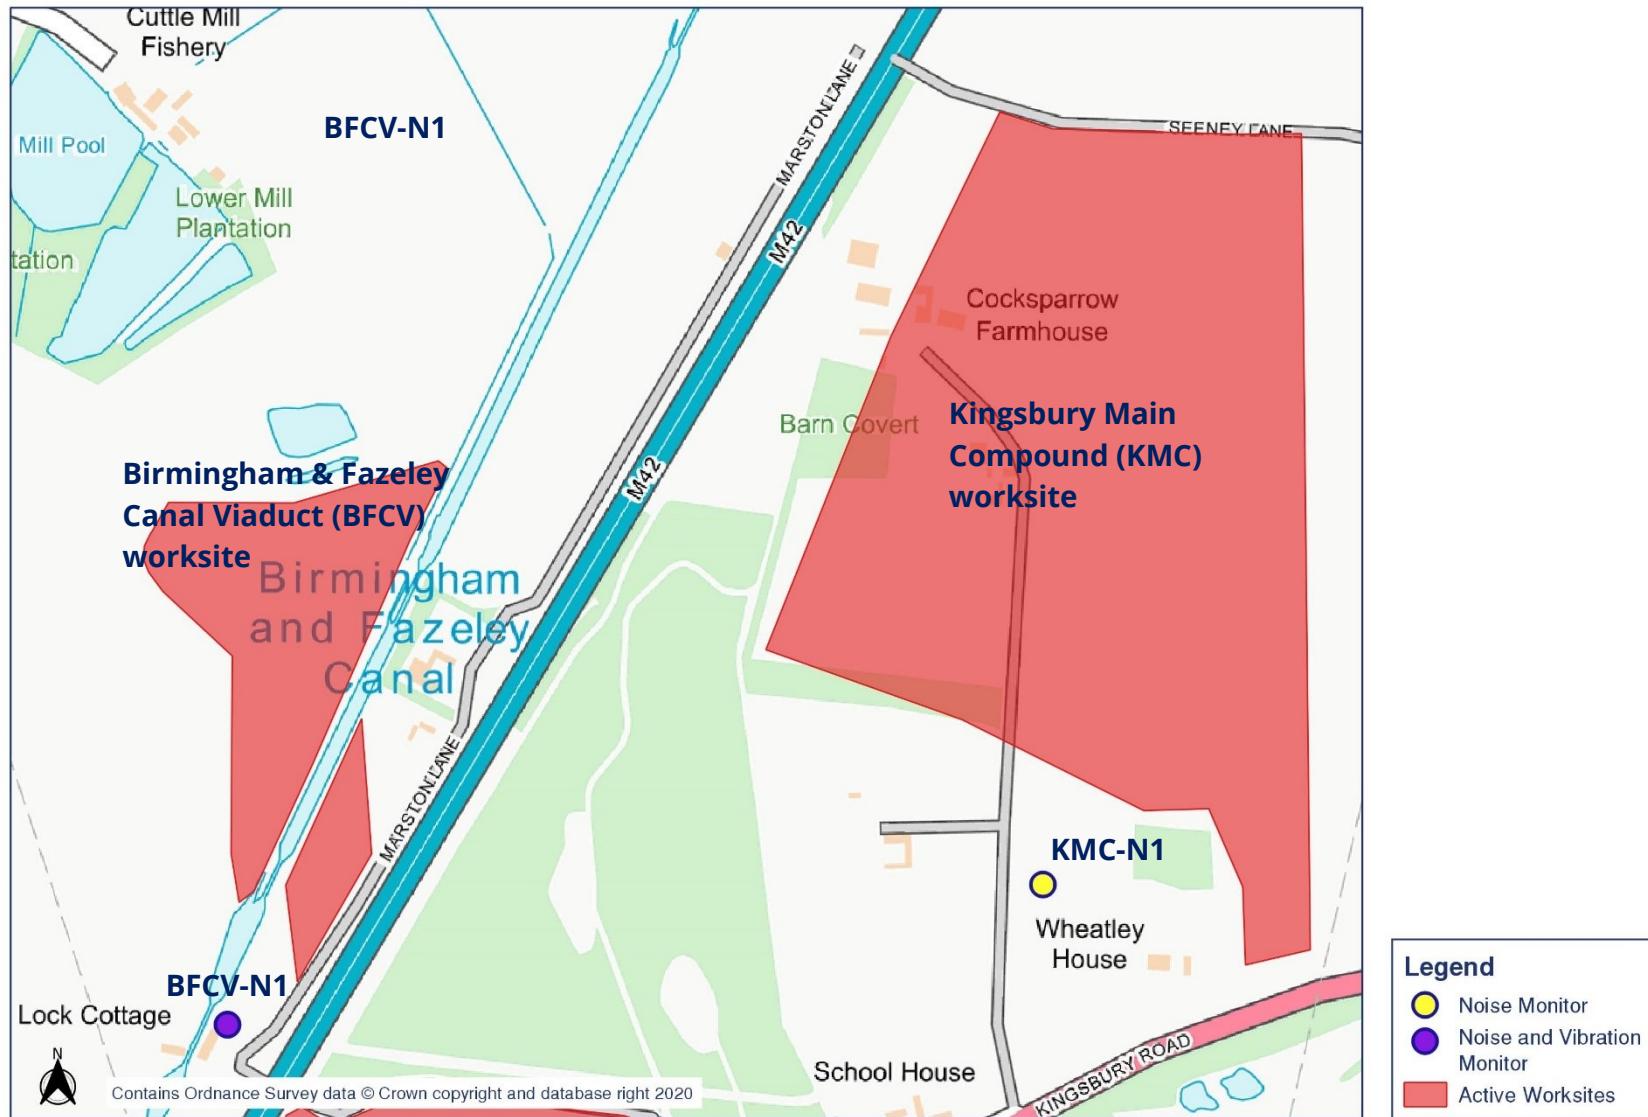 Cuttle Mill
Fishery
BFCV-N1
Mill Pool
Lower Mill
Plantation
tation
MARSTON LANE
M42
SEENEY LANE
Cocksparrow
Farmhouse
Barn Covert
Kingsbury Main
Compound (KMC)
worksite
M42
Birmingham & Fazeley
Canal Viaduct (BFCV)
worksite
Birmingham
and Fazeley
Canal
MARSTON LANE
KMC-N1
Wheatley
House
BFCV-N1
Lock Cottage
School House
KINGSBURY ROAD
N
Contains Ordnance Survey data © Crown copyright and database right 2020
Legend
Noise Monitor
Noise and Vibration
Monitor
Active Worksites